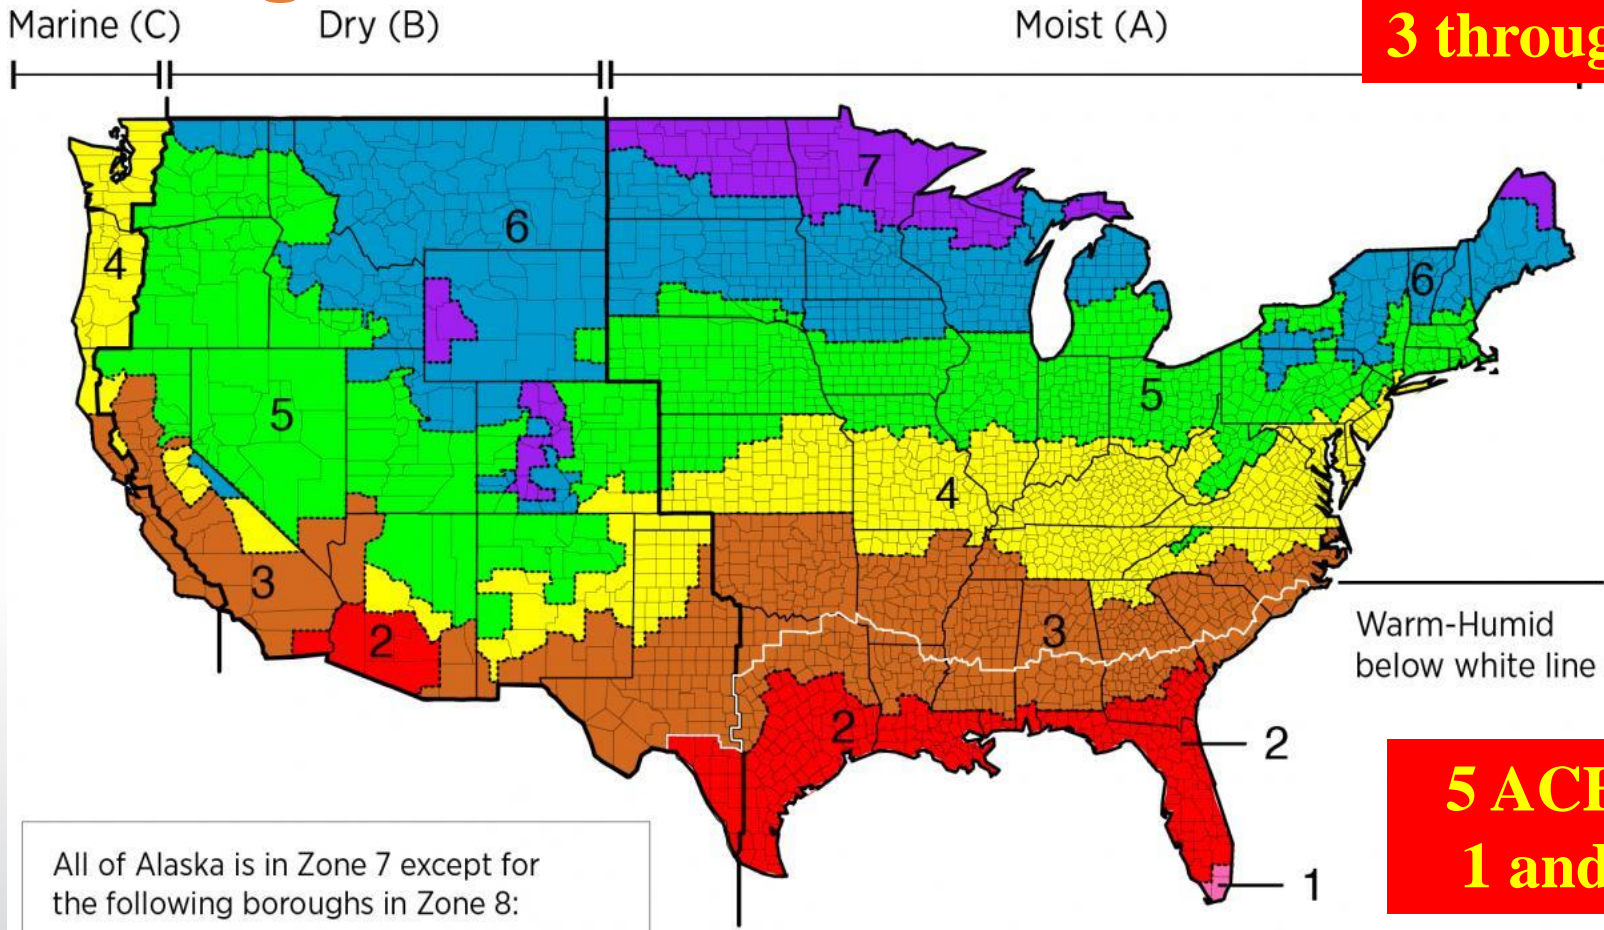 Marine (C)
Dry (B)
Moist (A)
3 throug
7
6
4
6
5
5
4
3
2
3
2
Warm-Humid
below white line
2
1
5 ACH
1 and
All of Alaska is in Zone 7 except for
the following boroughs in Zone 8: